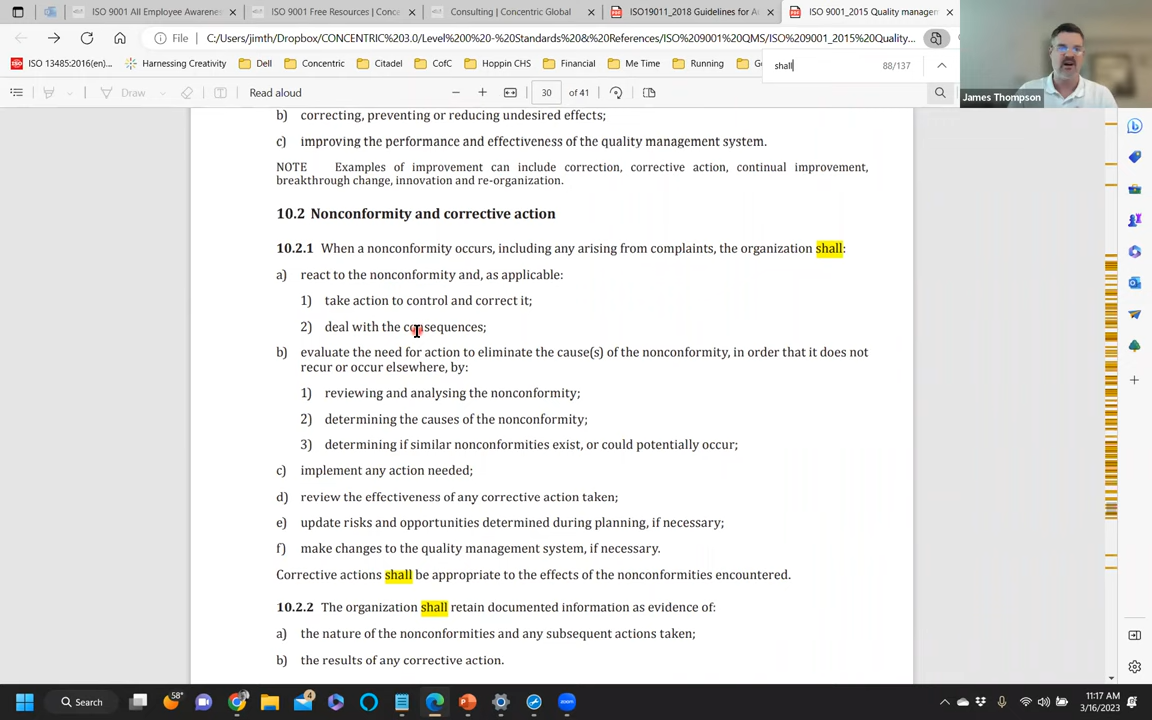 ISO 9001 All Employee Awarene
ISO 9001 Free Resources | Conce
Consulting | Concentric Global
ISO19011_2018 Guidelines for A
ISO 9001_2015 Quality managem
File
C:/Users/jimth/Dropbox/CONCENTRIC%203.0/Level%200%20-%20Standards%20&%20References/ISO%209001%20QMS/ISO%209001_2015%20Quality...
ISO 13485:2016(en)...
Harnessing Creativity
Dell
Concentric
Citadel
CofC
Hoppin CHS
Financial
Me Time
Running
shall
88/137
Draw
Read aloud
30
of 41
James Thompson
b) correcting, preventing or reducing undesired effects;
c) improving the performance and effectiveness of the quality management system.
NOTE Examples of improvement can include correction, corrective action, continual improvement,
breakthrough change, innovation and re-organization.
10.2 Nonconformity and corrective action
10.2.1 When a nonconformity occurs, including any arising from complaints, the organization shall:
a) react to the nonconformity and, as applicable:
1) take action to control and correct it;
2) deal with the consequences;
b) evaluate the need for action to eliminate the cause(s) of the nonconformity, in order that it does not
recur or occur elsewhere, by:
1) reviewing and analysing the nonconformity;
2) determining the causes of the nonconformity;
3) determining if similar nonconformities exist, or could potentially occur;
c) implement any action needed;
d) review the effectiveness of any corrective action taken;
e) update risks and opportunities determined during planning, if necessary;
f) make changes to the quality management system, if necessary.
Corrective actions shall be appropriate to the effects of the nonconformities encountered.
10.2.2 The organization shall retain documented information as evidence of:
a) the nature of the nonconformities and any subsequent actions taken;
b) the results of any corrective action.
Search
58°
4
11:17 AM
3/16/2023